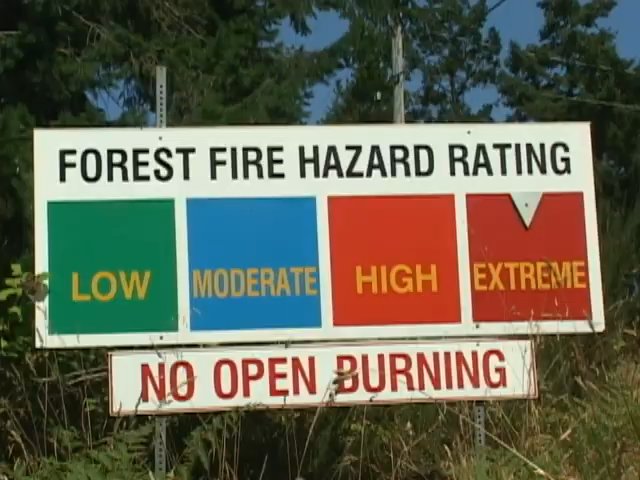 FOREST FIRE HAZARD RATING
LOW MODERATE HIGH EXTREME
NO OPEN BURNING